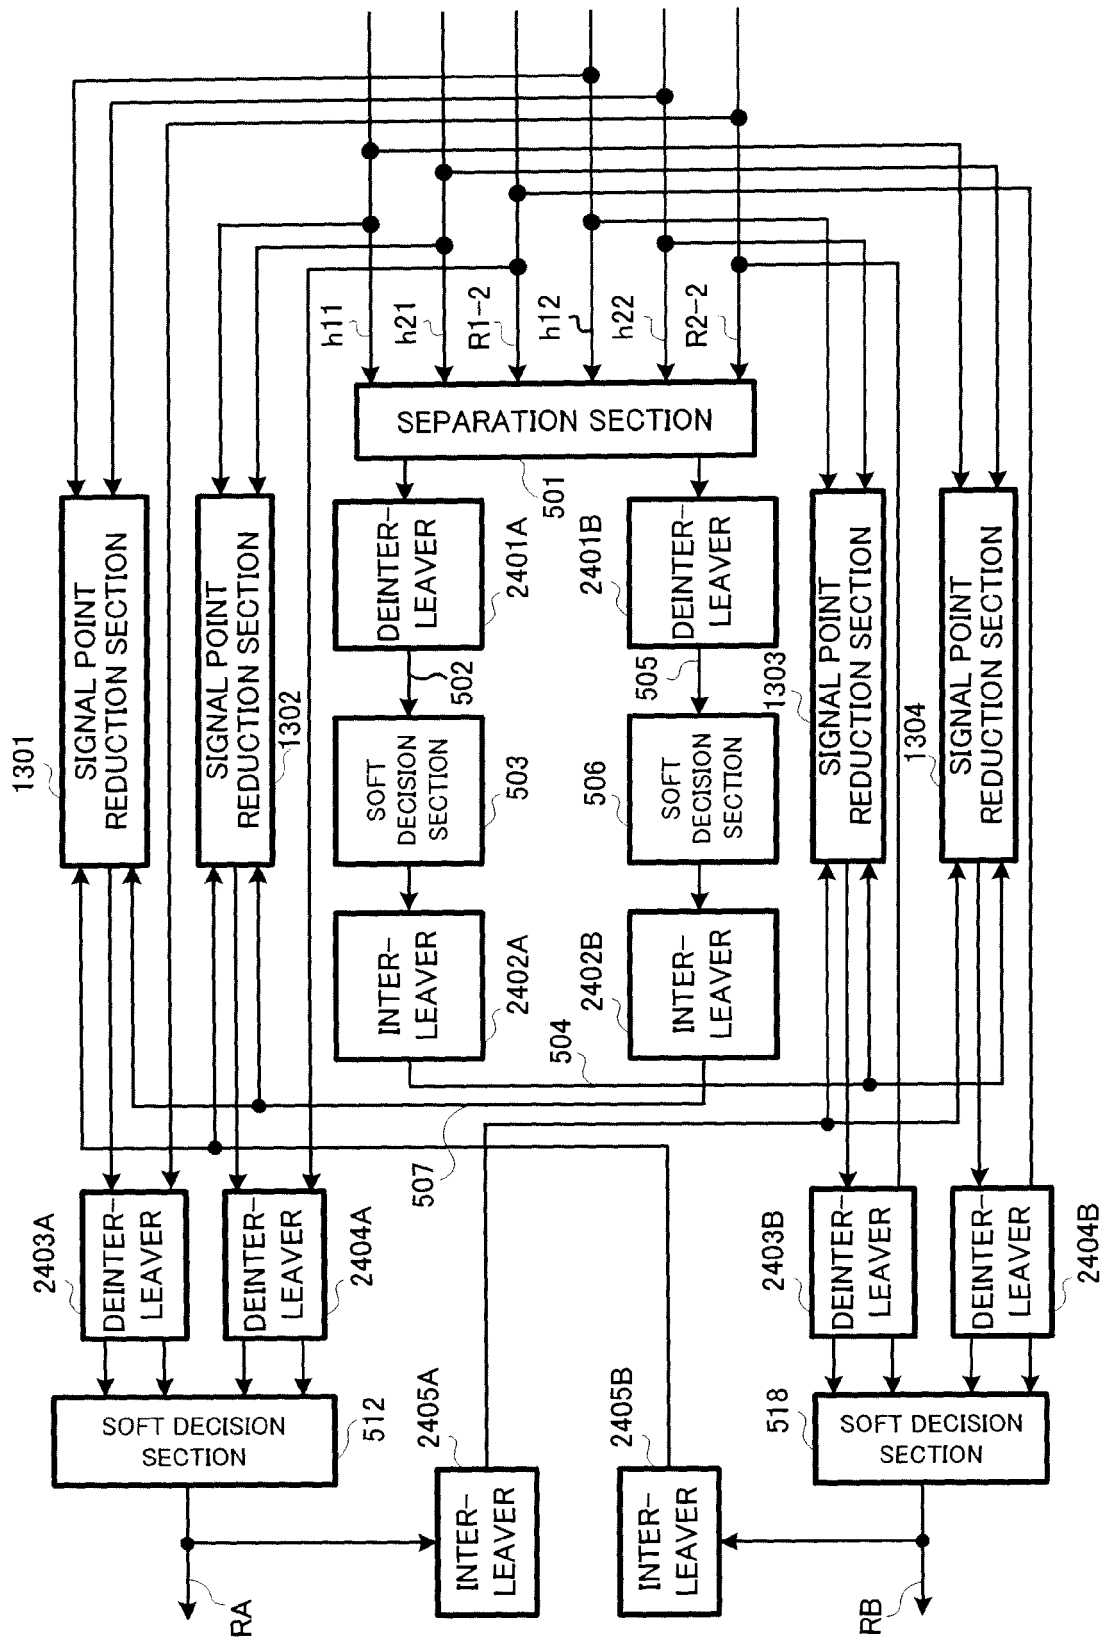 h11
h21
R1-2
h12
h22
R2-2
SEPARATION SECTION
501
SIGNAL POINT
REDUCTION SECTION
1301
SIGNAL POINT
REDUCTION SECTION
1302
DEINTER-
LEAVER
2401A
502
SOFT
DECISION
SECTION
503
INTER-
LEAVER
2402A
504
DEINTER-
LEAVER
2401B
505
SOFT
DECISION
SECTION
506
INTER-
LEAVER
2402B
507
SIGNAL POINT
REDUCTION SECTION
1303
SIGNAL POINT
REDUCTION SECTION
1304
DEINTER-
LEAVER
2403A
DEINTER-
LEAVER
2404A
SOFT DECISION
SECTION
512
INTER-
LEAVER
2405A
RA
DEINTER-
LEAVER
2403B
DEINTER-
LEAVER
2404B
SOFT DECISION
SECTION
518
INTER-
LEAVER
2405B
RB